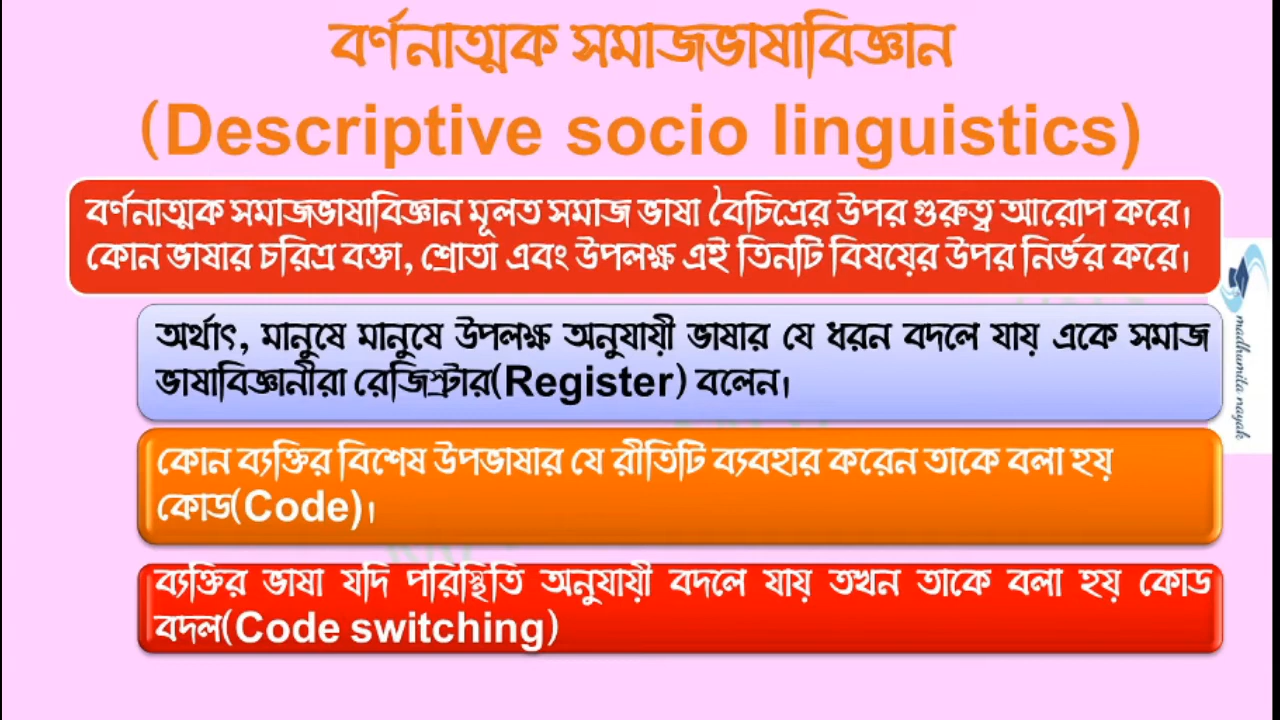 বর্ণনাত্মক সমাজভাষাবিজ্ঞান
(Descriptive socio linguistics)
বর্ণনাত্মক সমাজভাষাবিজ্ঞান মূলত সমাজ ভাষা বৈচিত্রের উপর গুরুত্ব আরোপ করে।
কোন ভাষার চরিত্র বক্তা, শ্রোতা এবং উপলক্ষ এই তিনটি বিষয়ের উপর নির্ভর করে।
অর্থাৎ, মানুষে মানুষে উপলক্ষ অনুযায়ী ভাষার যে ধরন বদলে যায় একে সমাজ
ভাষাবিজ্ঞানীরা রেজিস্ট্রার(Register) বলেন।
কোন ব্যক্তির বিশেষ উপভাষার যে রীতিটি ব্যবহার করেন তাকে বলা হয়
কোড(Code)।
ব্যক্তির ভাষা যদি পরিস্থিতি অনুযায়ী বদলে যায় তখন তাকে বলা হয় কোড
বদল(Code switching)
madhumita nayak